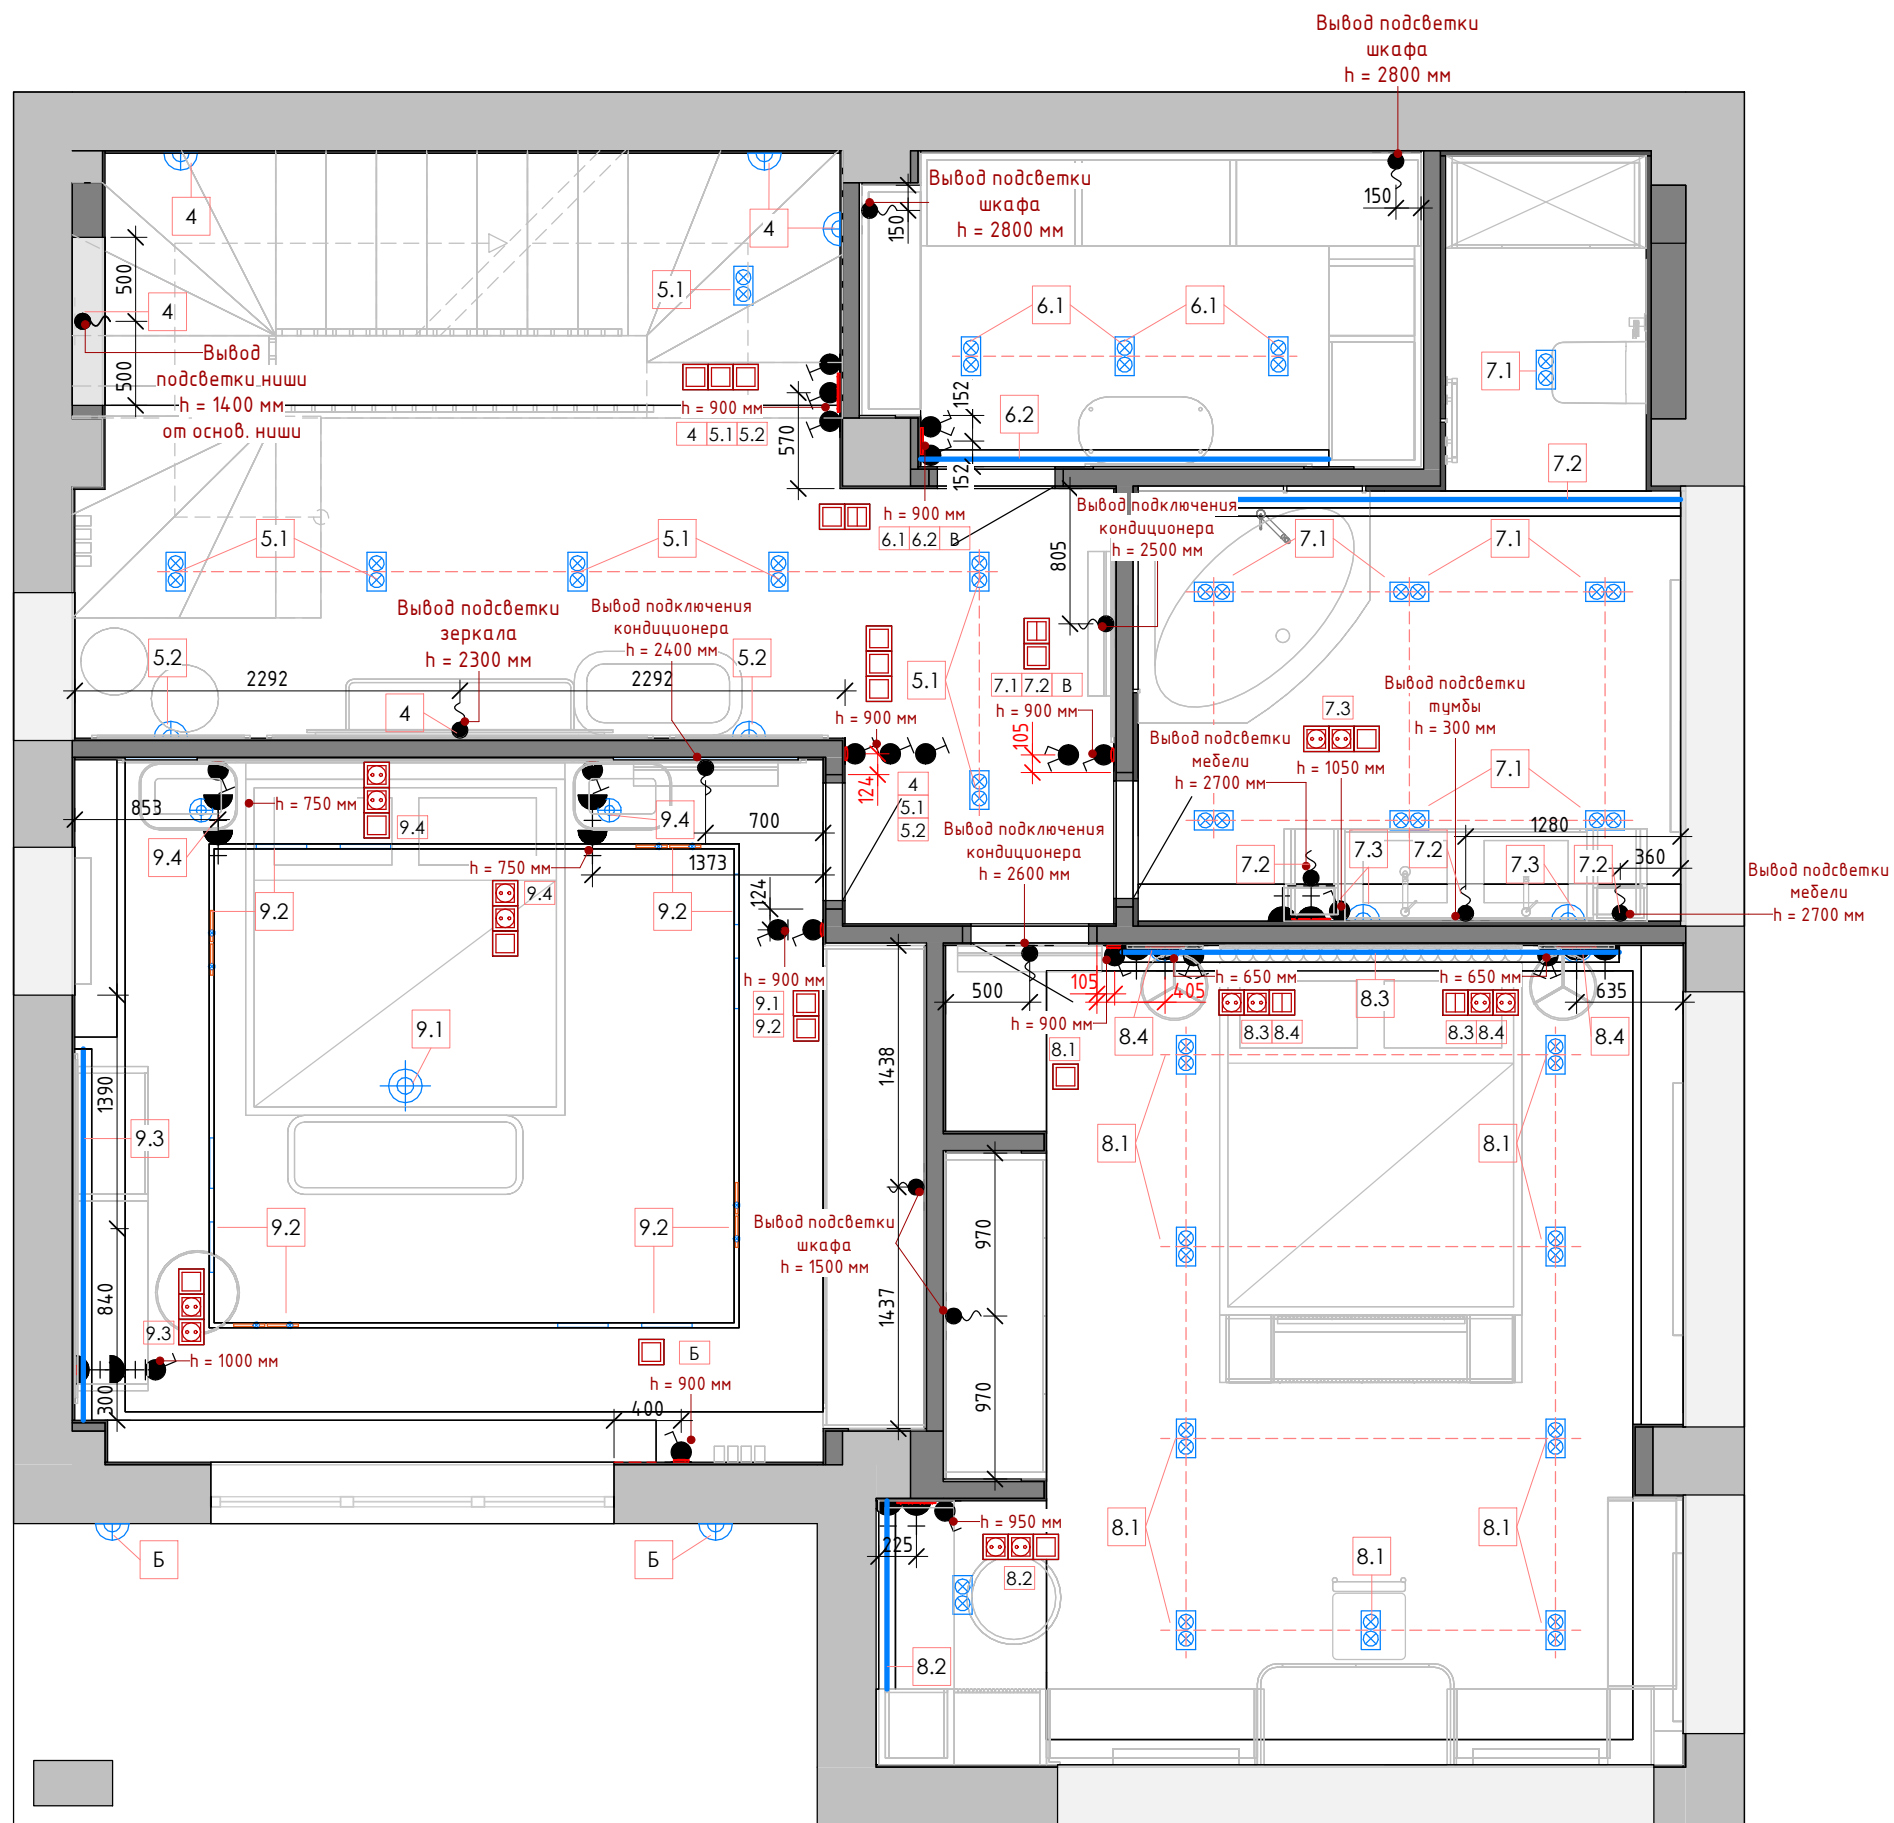 Вывод подсветки
шкафа
h = 2800 мм
Вывод подсветки
шкафа
h = 2800 мм
150
150
4
4
4
5.1
500
500
Вывод
подсветки ниши
h = 1400 мм
от основ. ниши
h = 900 мм
4 5.1 5.2
570
6.1
6.1
6.2
152
152
7.1
7.2
h = 900 мм
6.1 6.2 В
Вывод подключения
кондиционера
h = 2500 мм
805
5.1
5.1
7.1
7.1
Вывод подсветки
зеркала
h = 2300 мм
Вывод подключения
кондиционера
h = 2400 мм
5.2
5.2
2292
2292
4
5.1
h = 900 мм
7.1 7.2 В
h = 900 мм
105
124
4
5.1
5.2
Вывод подсветки
тумбы
h = 300 мм
7.3
h = 1050 мм
Вывод подсветки
мебели
h = 2700 мм
7.1
1280
7.2
7.3
7.2
7.3
7.2
360
Вывод подсветки
мебели
h = 2700 мм
Вывод подключения
кондиционера
h = 2600 мм
853
h = 750 мм
9.4
9.4
9.4
700
h = 750 мм
1373
9.4
9.2
9.2
124
h = 900 мм
9.1
9.2
9.1
1390
9.3
840
300
9.3
h = 1000 мм
9.2
9.2
Б
h = 900 мм
400
1438
1437
Вывод подсветки
шкафа
h = 1500 мм
500
105
405
h = 900 мм
8.1
h = 650 мм
h = 650 мм
635
8.4
8.3 8.4
8.3
8.3 8.4
8.4
970
970
8.1
8.1
8.1
8.1
8.1
h = 950 мм
8.2
225
8.2
Б
Б